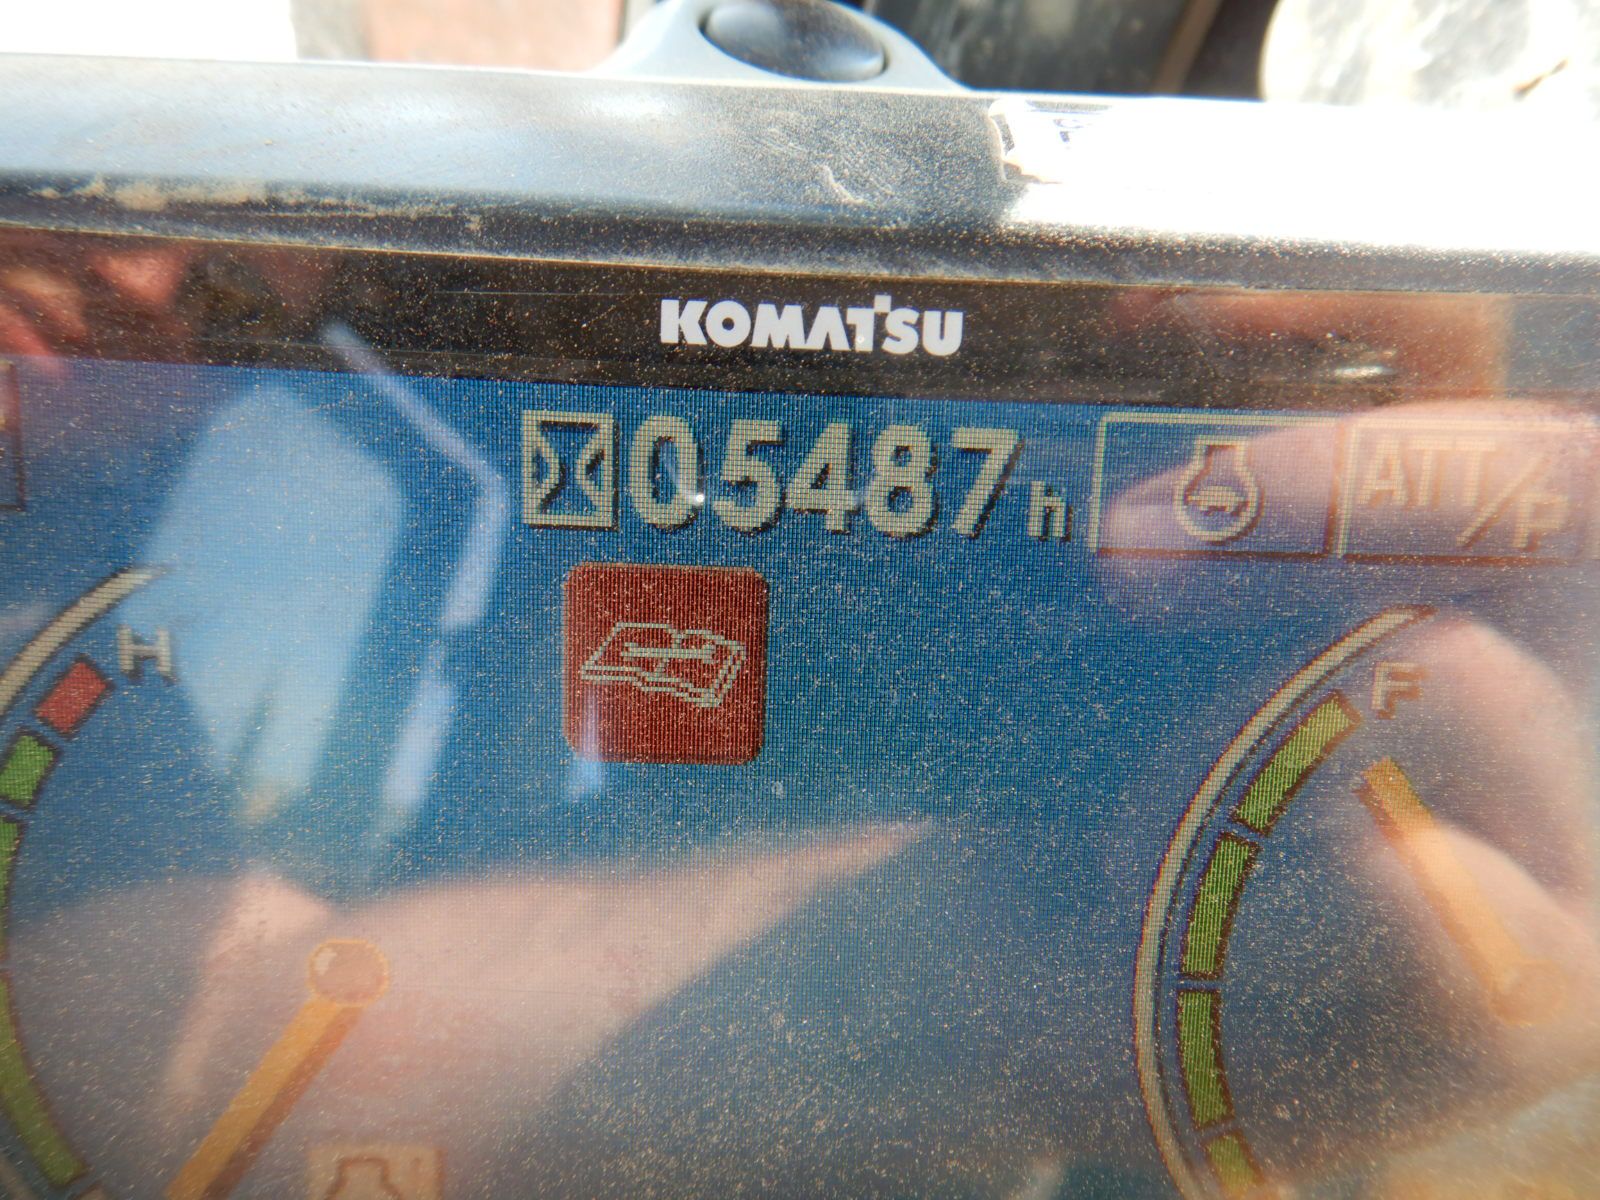 KOMATSU
05487h
ATT/P
H
F